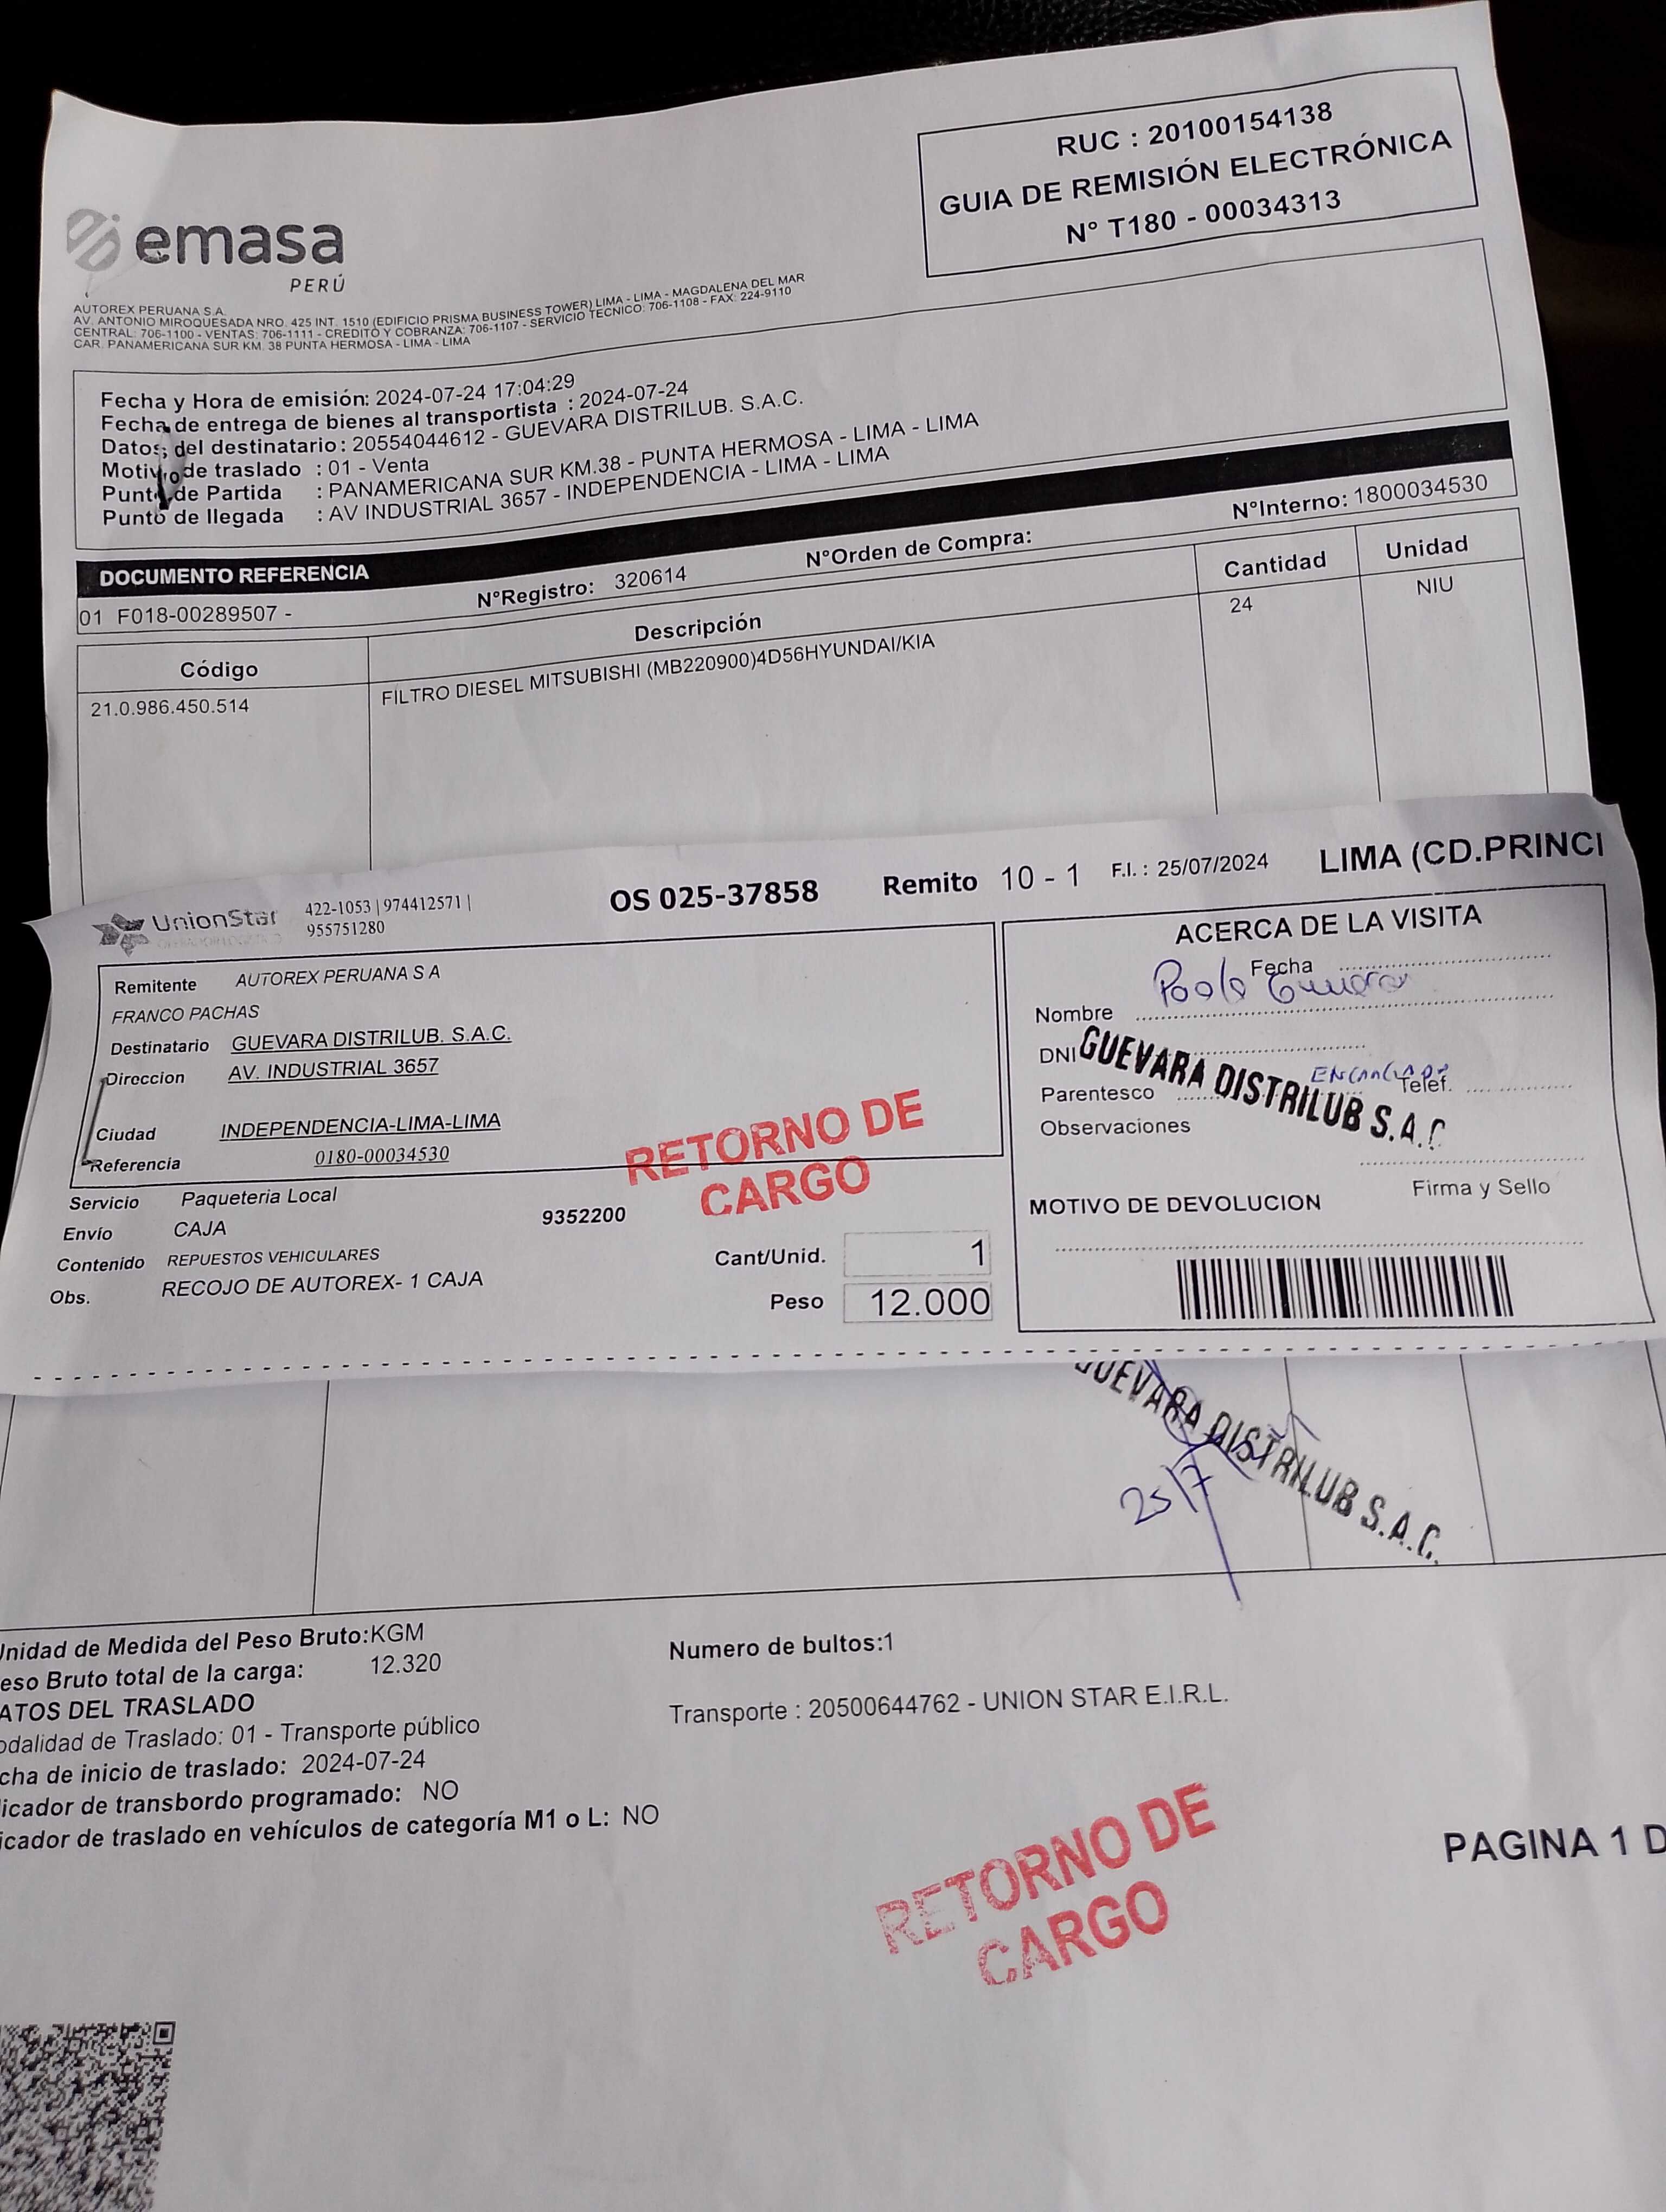 RUC : 20100154138
GUIA DE REMISIÓN ELECTRÓNICA
N° T180 - 00034313
emasa
PERÚ
AUTOREX PERUANA S.A.
AV. ANTONIO MIROQUESADA NRO. 425 INT. 1510 (EDIFICIO PRISMA BUSINESS TOWER) LIMA - LIMA - MAGDALENA DEL MAR
CENTRAL: 706-1100 - VENTAS: 706-1111 - CREDITO Y COBRANZA: 706-1107 - SERVICIO TECNICO: 706-1108 - FAX: 224-9110
CAR. PANAMERICANA SUR KM. 38 PUNTA HERMOSA - LIMA - LIMA
Fecha y Hora de emisión: 2024-07-24 17:04:29
Fecha de entrega de bienes al transportista : 2024-07-24
Datos del destinatario : 20554044612 - GUEVARA DISTRILUB. S.A.C.
Motivo de traslado : 01 - Venta
Punto de Partida : PANAMERICANA SUR KM.38 - PUNTA HERMOSA - LIMA - LIMA
Punto de llegada : AV INDUSTRIAL 3657 - INDEPENDENCIA - LIMA - LIMA
DOCUMENTO REFERENCIA
01 F018-00289507 - N°Registro: 320614 N°Orden de Compra: N°Interno: 1800034530
Código Descripción Cantidad Unidad
21.0.986.450.514 FILTRO DIESEL MITSUBISHI (MB220900)4D56HYUNDAI/KIA 24 NIU
UnionStar 422-1053 | 974412571 | OS 025-37858 Remito 10 - 1 F.I. : 25/07/2024 LIMA (CD.PRINCI
955751280
Remitente AUTOREX PERUANA S A
FRANCO PACHAS
Destinatario GUEVARA DISTRILUB. S.A.C.
Direccion AV. INDUSTRIAL 3657
Ciudad INDEPENDENCIA-LIMA-LIMA
Referencia 0180-00034530
Servicio Paqueteria Local
Envío CAJA 9352200
Contenido REPUESTOS VEHICULARES
Obs. RECOJO DE AUTOREX- 1 CAJA
RETORNO DE
CARGO
Cant/Unid. 1
Peso 12.000
ACERCA DE LA VISITA
Fecha
Nombre
DNI
GUEVARA DISTRILUB S.A.C
Parentesco Telef.
Observaciones
Firma y Sello
MOTIVO DE DEVOLUCION
GUEVARA DISTRILUB S.A.C.
25/7
Unidad de Medida del Peso Bruto:KGM
eso Bruto total de la carga: 12.320
Numero de bultos:1
ATOS DEL TRASLADO
odalidad de Traslado: 01 - Transporte público
Transporte : 20500644762 - UNION STAR E.I.R.L.
cha de inicio de traslado: 2024-07-24
icador de transbordo programado: NO
icador de traslado en vehículos de categoría M1 o L: NO
RETORNO DE
CARGO
PAGINA 1 D